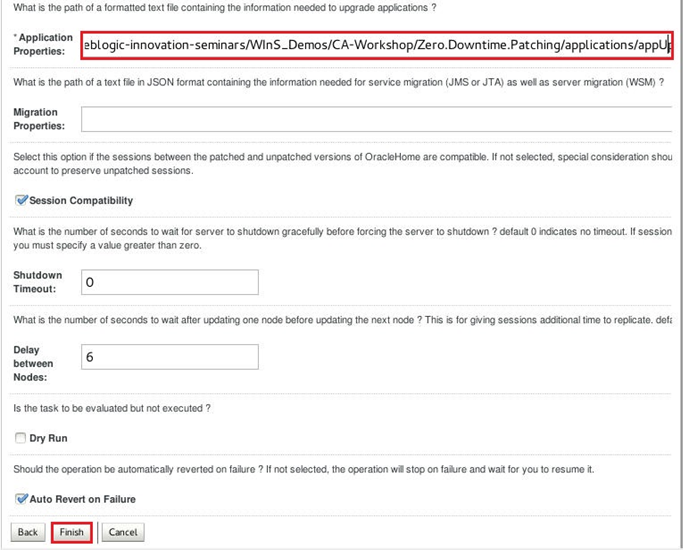 What is the path of a formatted text file containing the information needed to upgrade applications ?
* Application
Properties:
eblogic-innovation-seminars/WInS_Demos/CA-Workshop/Zero.Downtime.Patching/applications/appUp
What is the path of a text file in JSON format containing the information needed for service migration (JMS or JTA) as well as server migration (WSM) ?
Migration
Properties:
Select this option if the sessions between the patched and unpatched versions of OracleHome are compatible. If not selected, special consideration shou
account to preserve unpatched sessions.
Session Compatibility
What is the number of seconds to wait for server to shutdown gracefully before forcing the server to shutdown ? default 0 indicates no timeout. If session
you must specify a value greater than zero.
Shutdown
Timeout:
0
What is the number of seconds to wait after updating one node before updating the next node ? This is for giving sessions additional time to replicate. defa
Delay
between
Nodes:
6
Is the task to be evaluated but not executed ?
Dry Run
Should the operation be automatically reverted on failure ? If not selected, the operation will stop on failure and wait for you to resume it.
Auto Revert on Failure
Back Finish Cancel